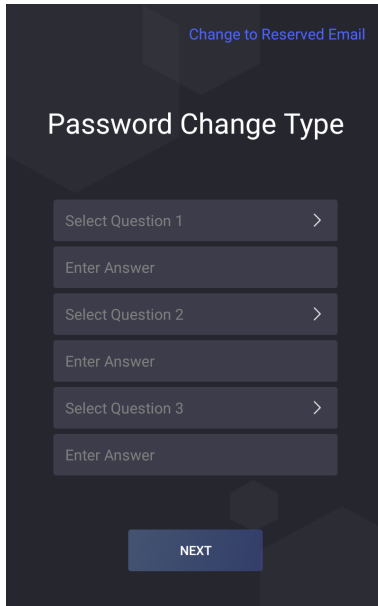 Change to Reserved Email
Password Change Type
Select Question 1
Enter Answer
Select Question 2
Enter Answer
Select Question 3
Enter Answer
NEXT